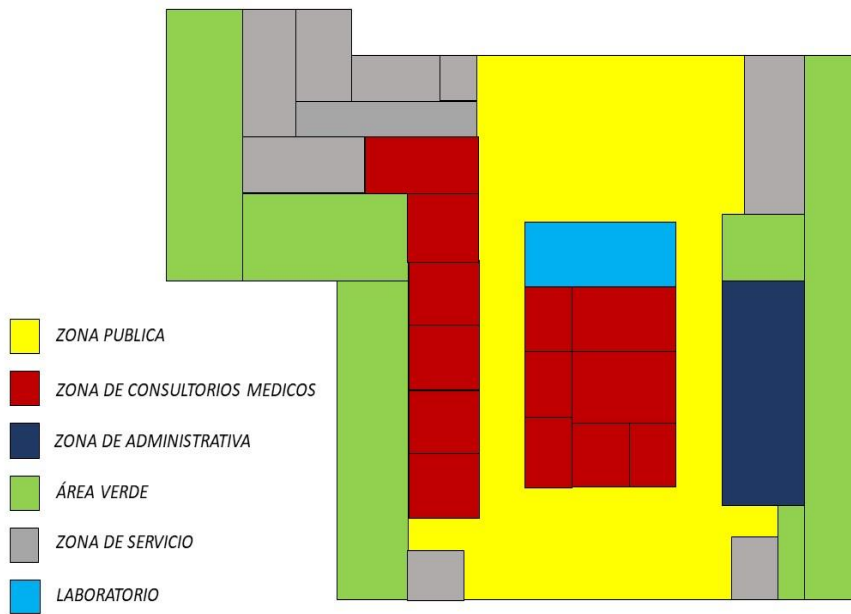 ZONA PUBLICA
ZONA DE CONSULTORIOS MEDICOS
ZONA DE ADMINISTRATIVA
ÁREA VERDE
ZONA DE SERVICIO
LABORATORIO